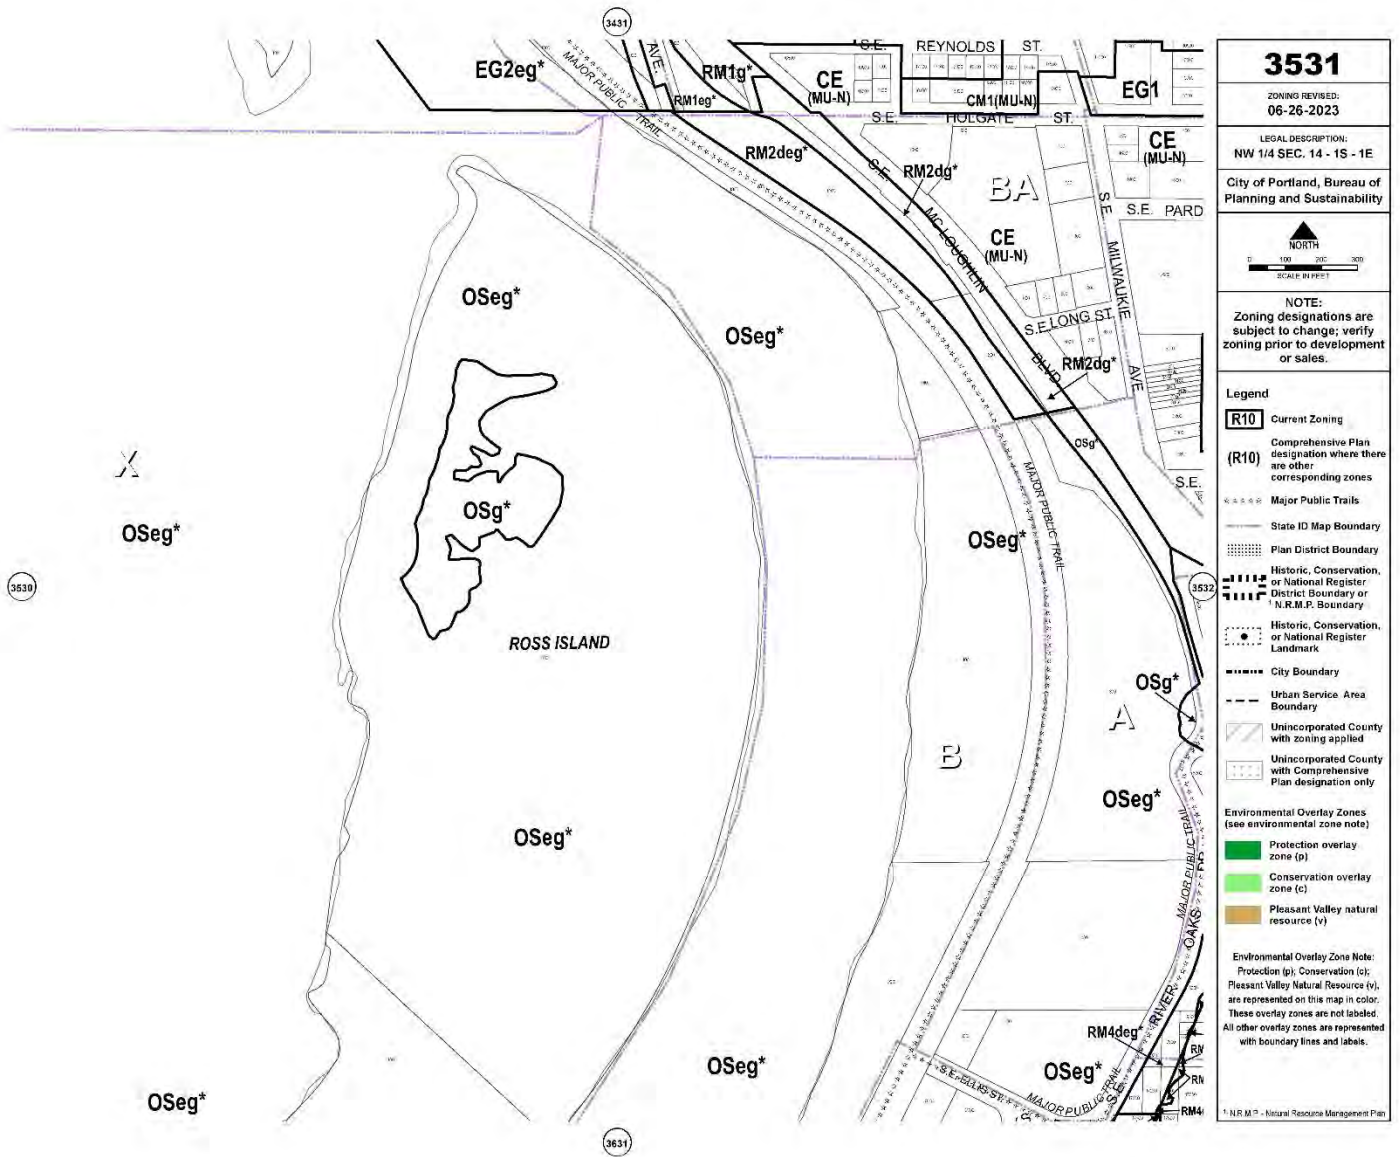 3431
S.E. REYNOLDS ST.
AVE.
MAJOR PUBLIC TRAIL
EG2eg*
RM1g*
RM1eg*
CE
(MU-N)
CM1(MU-N)
EG1
S.E. HOLGATE ST.
CE
(MU-N)
RM2deg*
RM2dg*
BA
S.E. MC LOUGHLIN BLVD
CE
(MU-N)
S.E. MILWAUKIE AVE
S.E. PARD
S.E. LONG ST.
RM2dg*
OSeg*
OSeg*
OSg*
S.E.
X
OSeg*
OSg*
OSeg*
MAJOR PUBLIC TRAIL
3530
3532
ROSS ISLAND
OSg*
A
B
OSeg*
OSeg*
MAJOR PUBLIC TRAIL
S.E. OAKS
RIVER
RM4deg*
OSeg*
OSeg*
OSeg*
S.E. ELLIS ST.
MAJOR PUBLIC TRAIL
RM
RM
RM4
3631
3531
ZONING REVISED:
06-26-2023
LEGAL DESCRIPTION:
NW 1/4 SEC. 14 - 1S - 1E
City of Portland, Bureau of
Planning and Sustainability
NORTH
0 100 200 300
SCALE IN FEET
NOTE:
Zoning designations are
subject to change; verify
zoning prior to development
or sales.
Legend
R10 Current Zoning
(R10) Comprehensive Plan
designation where there
are other
corresponding zones
Major Public Trails
State ID Map Boundary
Plan District Boundary
Historic, Conservation,
or National Register
District Boundary or
¹ N.R.M.P. Boundary
Historic, Conservation,
or National Register
Landmark
City Boundary
Urban Service Area
Boundary
Unincorporated County
with zoning applied
Unincorporated County
with Comprehensive
Plan designation only
Environmental Overlay Zones
(see environmental zone note)
Protection overlay
zone (p)
Conservation overlay
zone (c)
Pleasant Valley natural
resource (v)
Environmental Overlay Zone Note:
Protection (p); Conservation (c);
Pleasant Valley Natural Resource (v),
are represented on this map in color.
These overlay zones are not labeled.
All other overlay zones are represented
with boundary lines and labels.
¹ N.R.M.P. - Natural Resource Management Plan